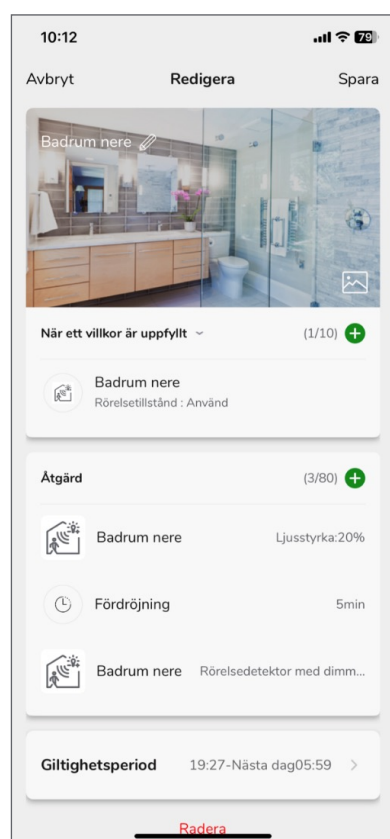 10:12
79
Avbryt Redigera Spara
Badrum nere
När ett villkor är uppfyllt (1/10)
Badrum nere
Rörelsetillstånd : Använd
Åtgärd (3/80)
Badrum nere Ljusstyrka:20%
Fördröjning 5min
Badrum nere Rörelsedetektor med dimm...
Giltighetsperiod 19:27-Nästa dag05:59
Radera